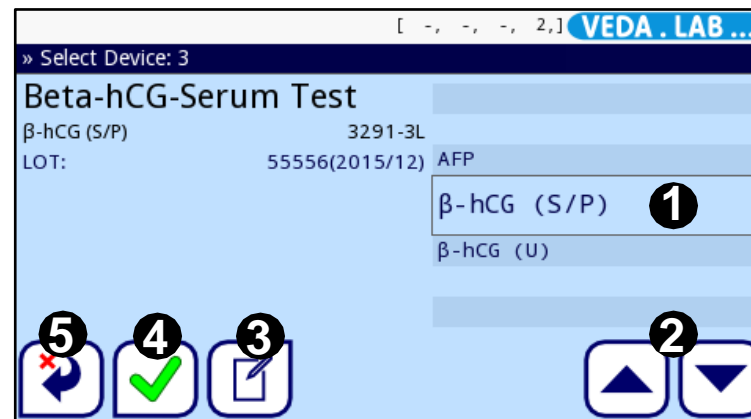 [ -, -, -, 2,] VEDA . LAB ...
» Select Device: 3
Beta-hCG-Serum Test
β-hCG (S/P) 3291-3L
LOT: 55556(2015/12)
AFP
β-hCG (S/P) 1
β-hCG (U)
5 4 3 2